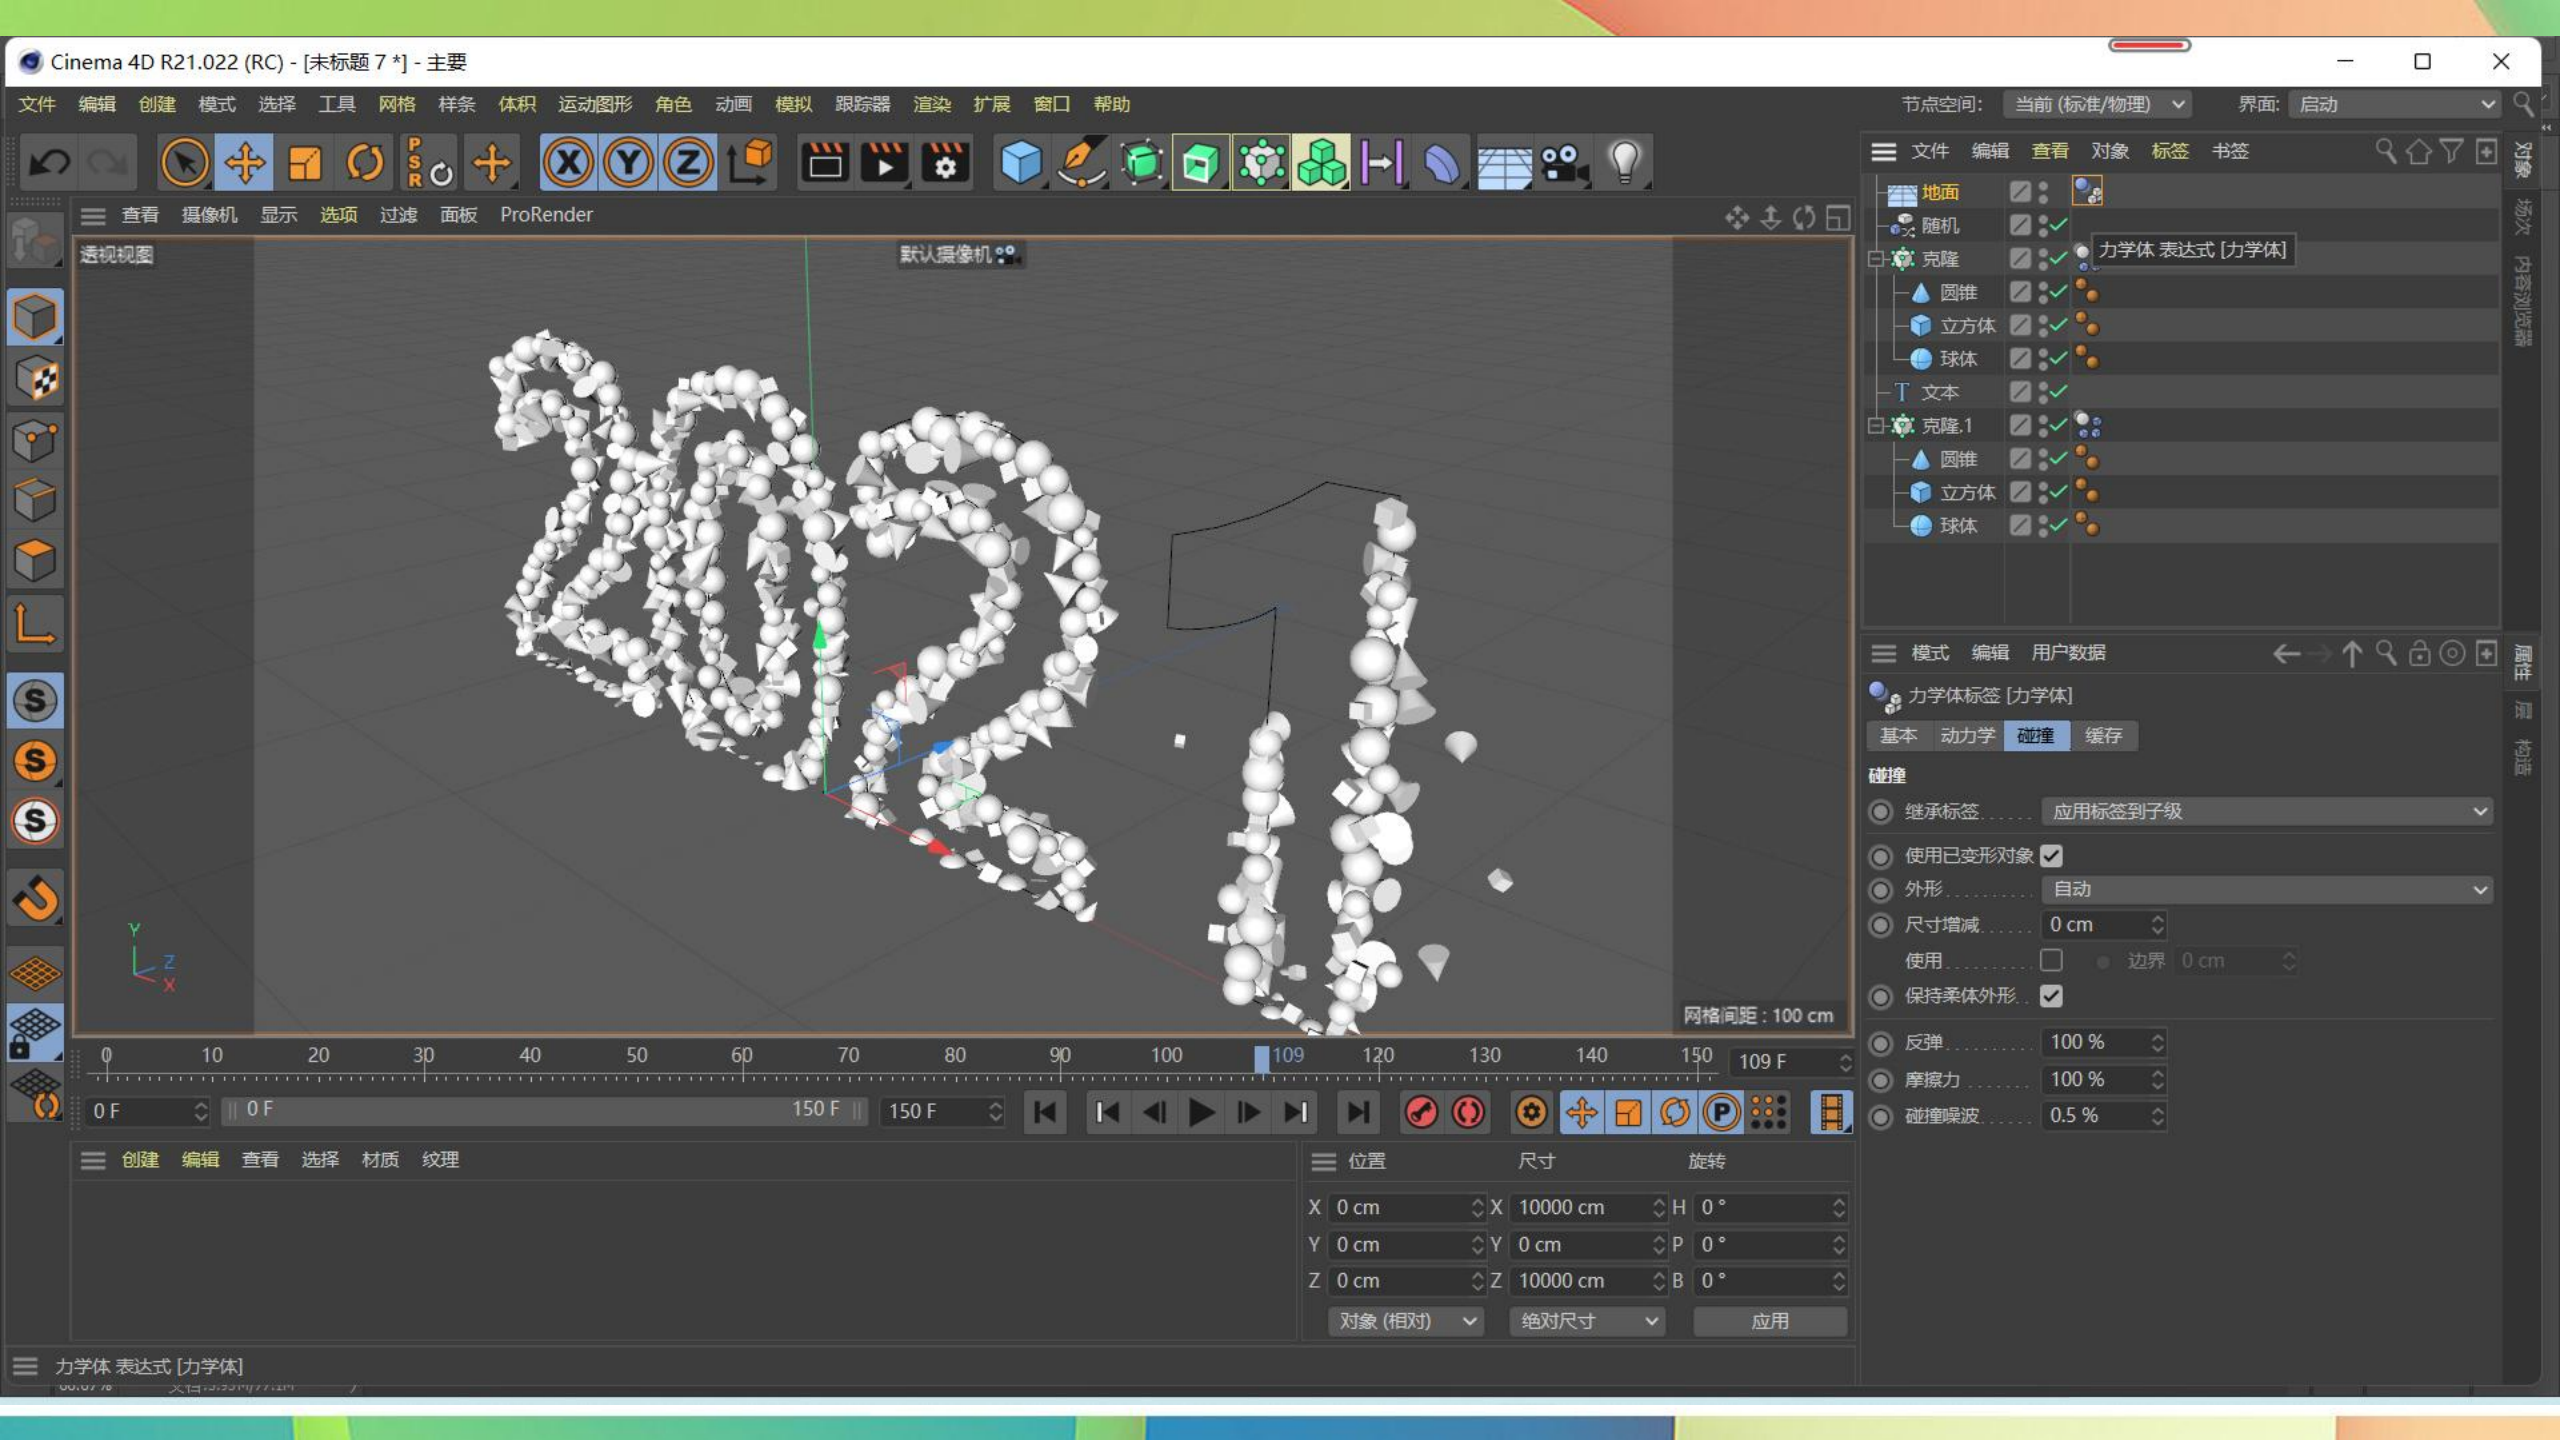 Cinema 4D R21.022 (RC) - [未标题 7 *] - 主要
文件 编辑 创建 模式 选择 工具 网格 样条 体积 运动图形 角色 动画 模拟 跟踪器 渲染 扩展 窗口 帮助
节点空间: 当前 (标准/物理) 界面: 启动
P
S
R
X Y Z
文件 编辑 查看 对象 标签 书签
对象
场次
内容浏览器
查看 摄像机 显示 选项 过滤 面板 ProRender
透视视图
默认摄像机
地面
随机
力学体 表达式 [力学体]
克隆
圆锥
立方体
球体
T 文本
克隆.1
圆锥
立方体
球体
模式 编辑 用户数据
属性
层
构造
力学体标签 [力学体]
基本 动力学 碰撞 缓存
碰撞
继承标签 . . . . . . 应用标签到子级
使用已变形对象
外形 . . . . . . . . . . 自动
尺寸增减 . . . . . . 0 cm
使用 . . . . . . . . . . 边界 0 cm
保持柔体外形 . .
反弹 . . . . . . . . . . 100 %
摩擦力 . . . . . . . . 100 %
碰撞噪波 . . . . . . 0.5 %
S
S
S
Y
Z
X
网格间距 : 100 cm
0 10 20 30 40 50 60 70 80 90 100 109 120 130 140 150 109 F
0 F 0 F 150 F 150 F P
创建 编辑 查看 选择 材质 纹理
位置 尺寸 旋转
X 0 cm X 10000 cm H 0 °
Y 0 cm Y 0 cm P 0 °
Z 0 cm Z 10000 cm B 0 °
对象 (相对) 绝对尺寸 应用
力学体 表达式 [力学体]